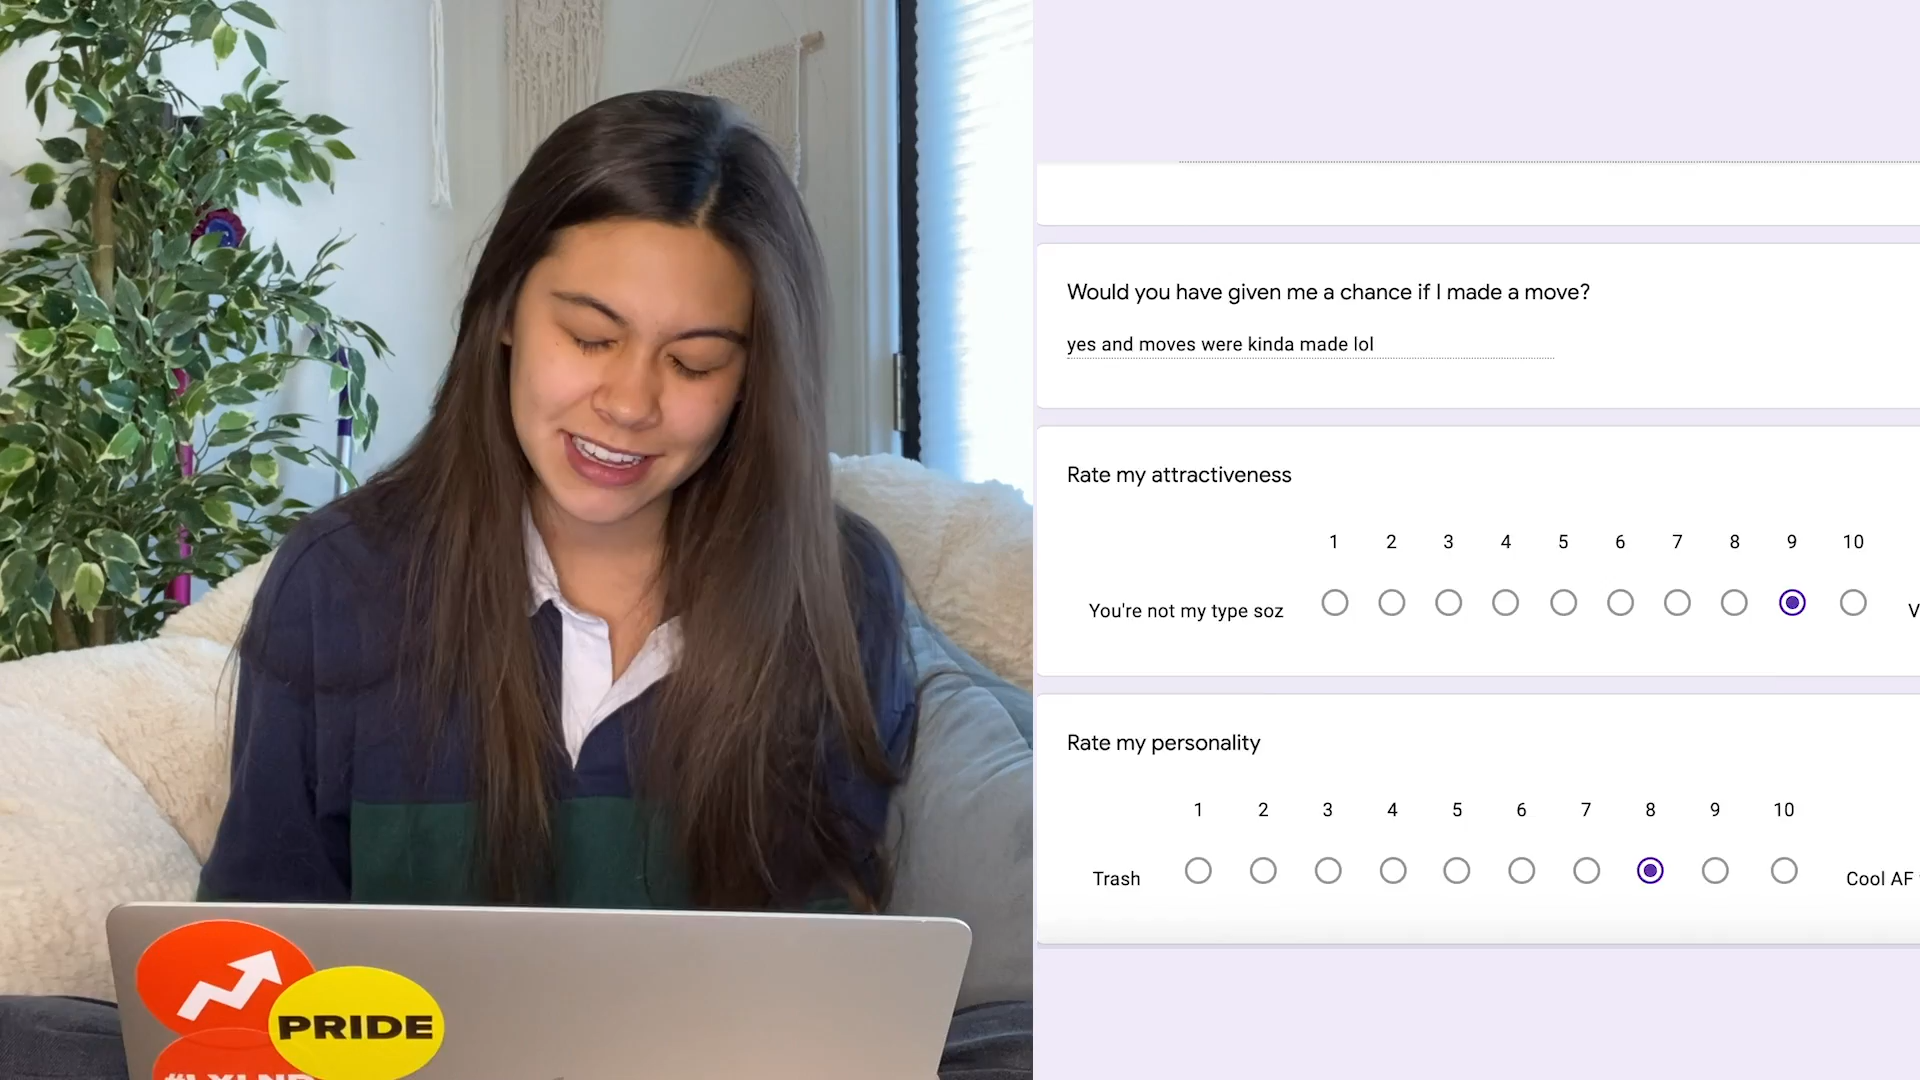 Would you have given me a chance if I made a move?
yes and moves were kinda made lol
Rate my attractiveness
1 2 3 4 5 6 7 8 9 10
You're not my type soz
V
Rate my personality
1 2 3 4 5 6 7 8 9 10
Trash
Cool AF
PRIDE